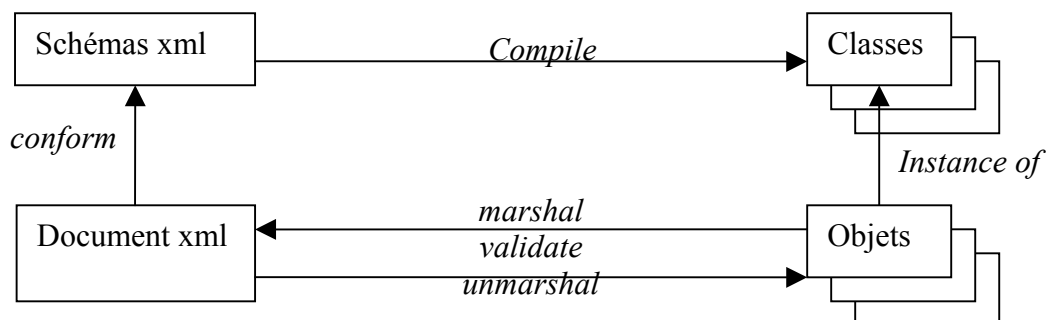 Schémas xml
Compile
Classes
conform
Instance of
Document xml
marshal
validate
unmarshal
Objets